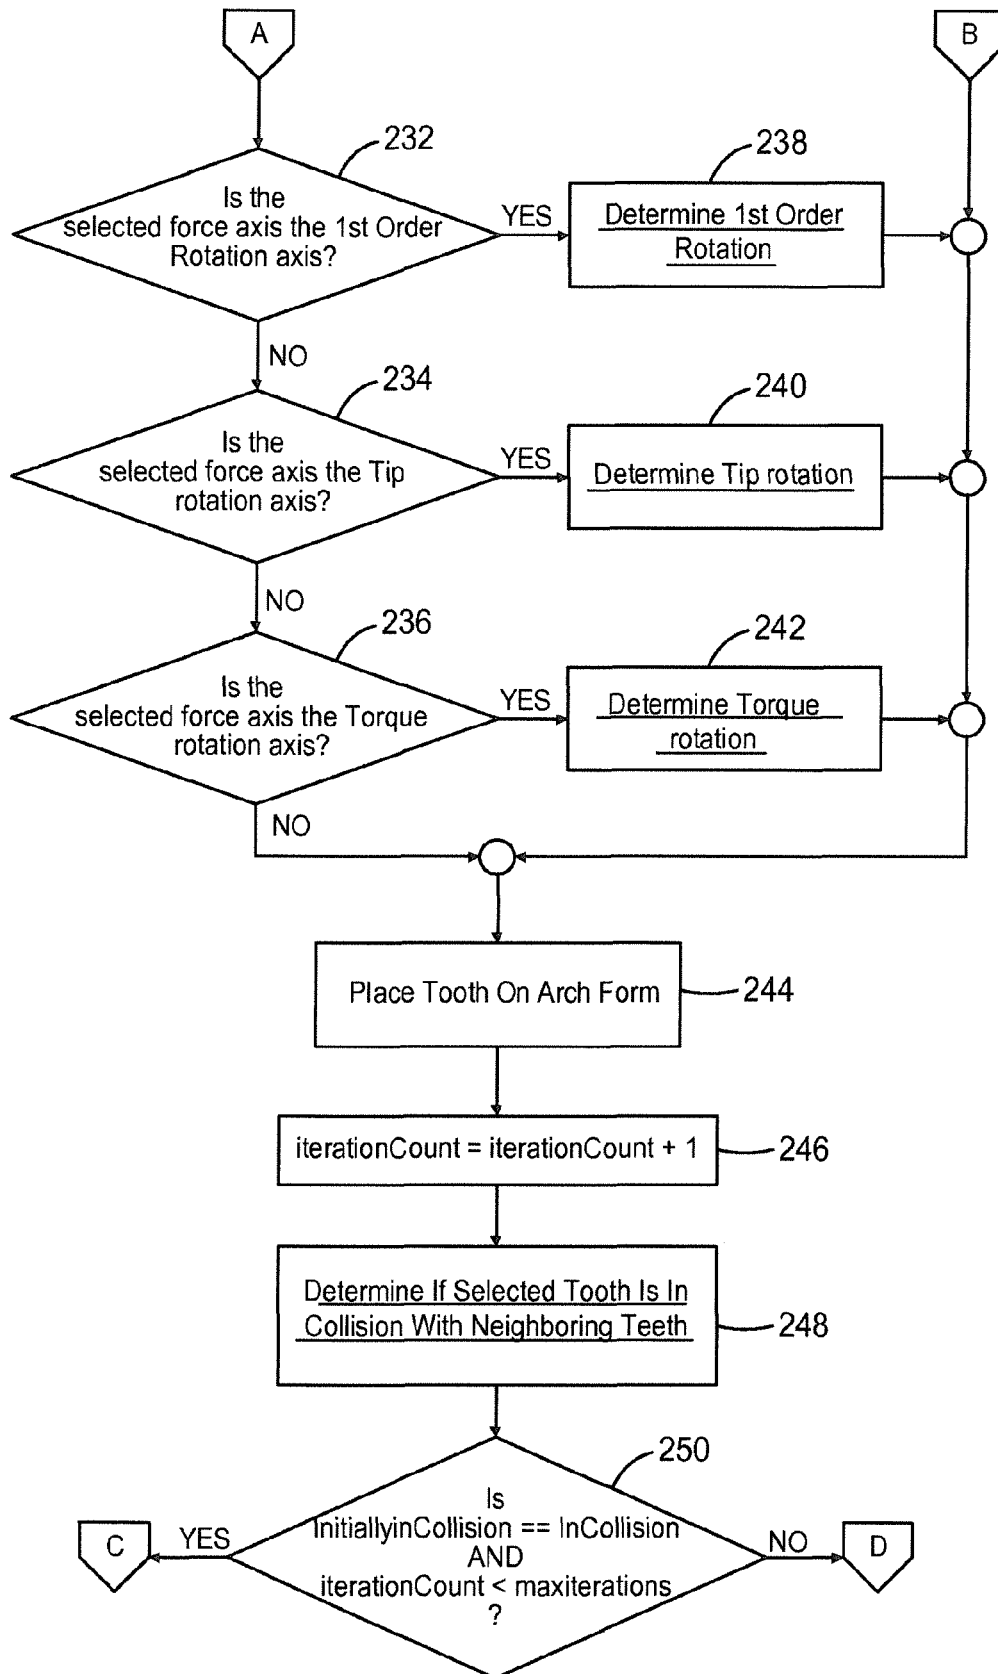 A
B
232
238
Is the
selected force axis the 1st Order
Rotation axis?
YES
Determine 1st Order
Rotation
NO
234
240
Is the
selected force axis the Tip
rotation axis?
YES
Determine Tip rotation
NO
236
242
Is the
selected force axis the Torque
rotation axis?
YES
Determine Torque
rotation
NO
Place Tooth On Arch Form
244
iterationCount = iterationCount + 1
246
Determine If Selected Tooth Is In
Collision With Neighboring Teeth
248
250
Is
InitiallyinCollision == InCollision
AND
iterationCount < maxiterations
?
YES
C
NO
D